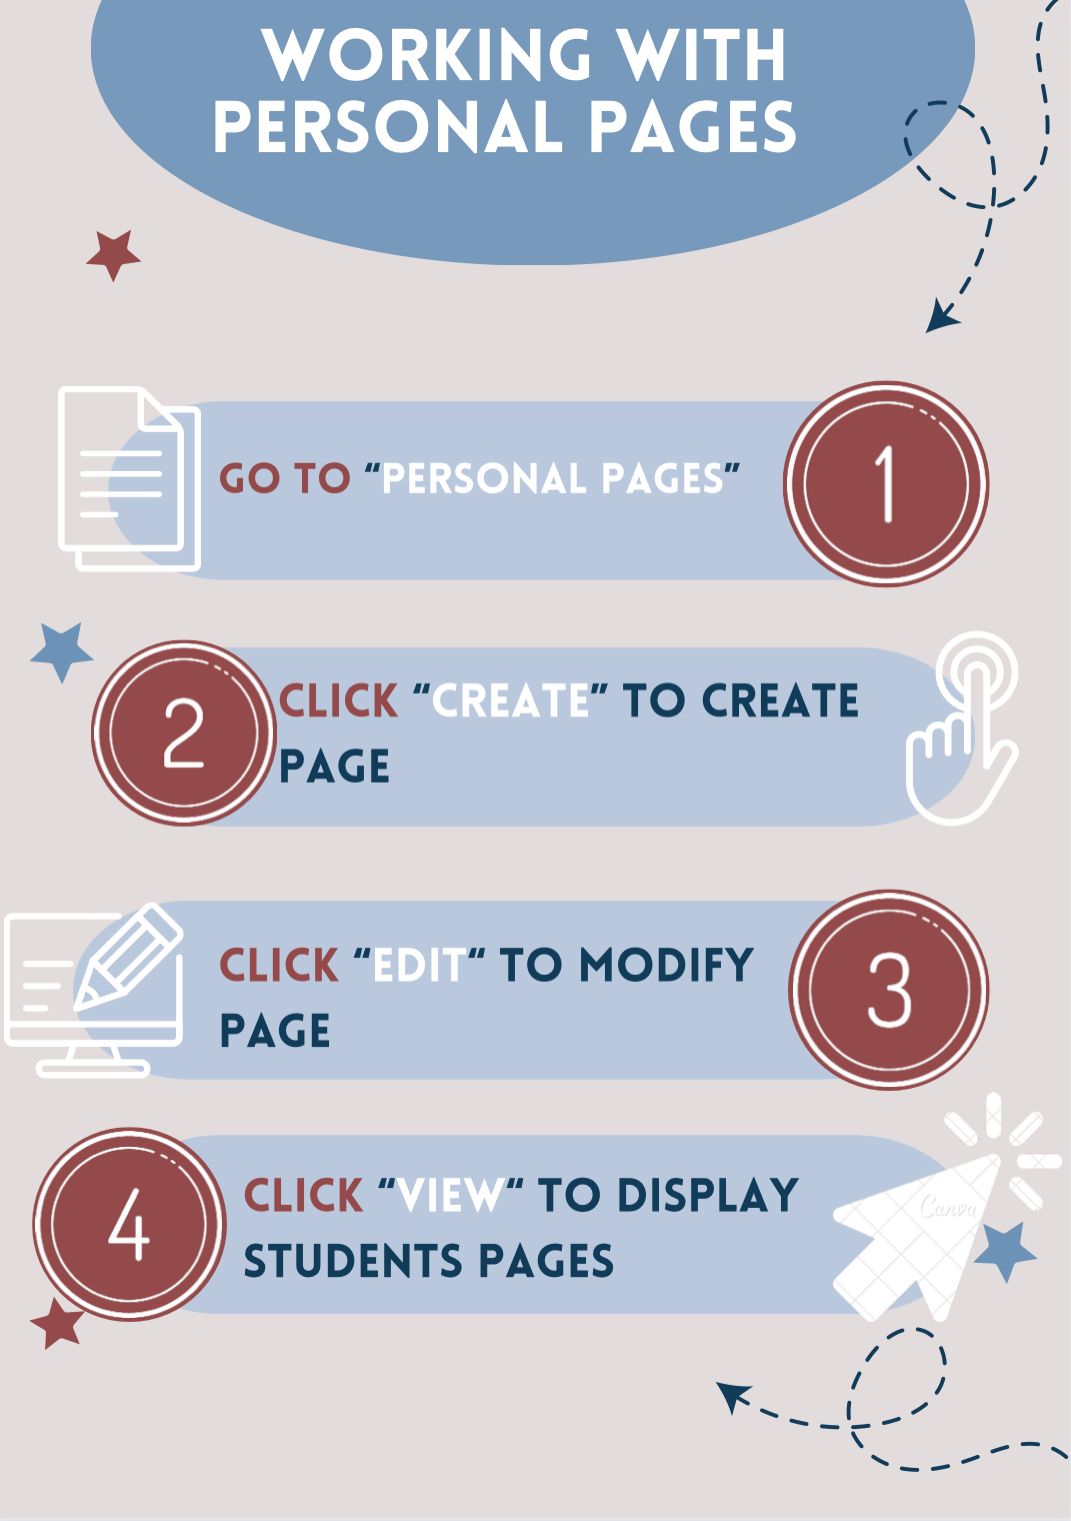 WORKING WITH
PERSONAL PAGES
GO TO “PERSONAL PAGES”
1
2
CLICK “CREATE” TO CREATE
PAGE
CLICK “EDIT“ TO MODIFY
PAGE
3
4
CLICK “VIEW“ TO DISPLAY
STUDENTS PAGES
Canva